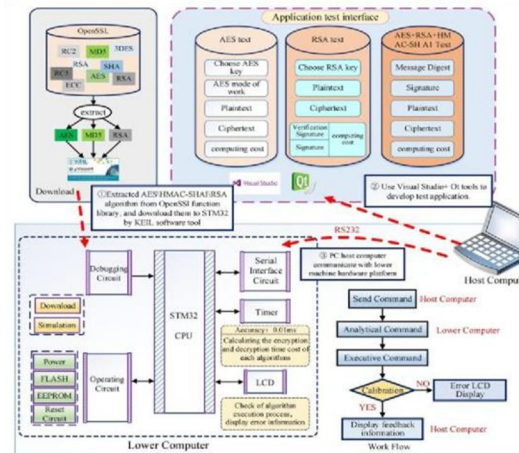 OpenSSL
RC2
MD5
3DES
RSA
SHA
RC5
AES
RSA
ECC
extract
AES
MD5
RSA
Download
Application test interface
AES text
Choose AES
key
AES mode of
work
Plaintext
Ciphertext
computing cost
RSA text
Choose RSA key
Plaintext
Ciphertext
Verification
Signature
Signature
computing
cost
AES+RSA+HM
AC-SH A1 Text
Message Digest
Signature
Plaintext
Ciphertext
computing cost
Visual Studio
Qt
①Extracted AES\HMAC-SHAI\RSA
algorithm from OpenSSl function
library, and download them to STM32
by KEIL software tool
② Use Visual Studio+ Qt tools to
develop test application.
RS232
Host Compu
③ PC host computer
communicate with lower
machine hardware platform
Debugging
Circuit
Download
Simulation
Power
FLASH
EEPROM
Reset
Circuit
Operating
Circuit
STM32
CPU
Serial
Interface
Circuit
Timer
Accuracy: 0.01ms
Calculating the encryption
and decryption time cost of
each algorithms
LCD
Check of algorithm
execution process,
display error information
Lower Computer
Send Command
Host Computer
Analytical Command
Lower Computer
Executive Command
Calibration
NO
Error LCD
Display
YES
Display feedback
information
Host Computer
Work Flow